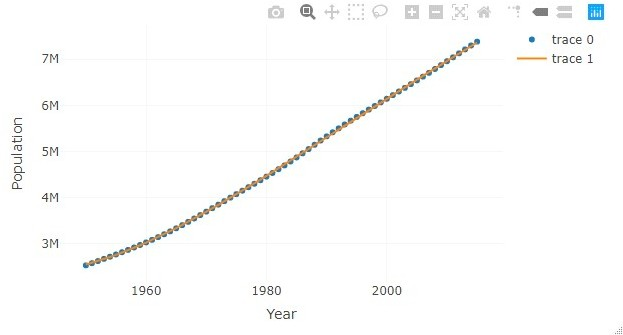 trace 0
trace 1
7M
6M
5M
4M
3M
Population
1960 1980 2000
Year